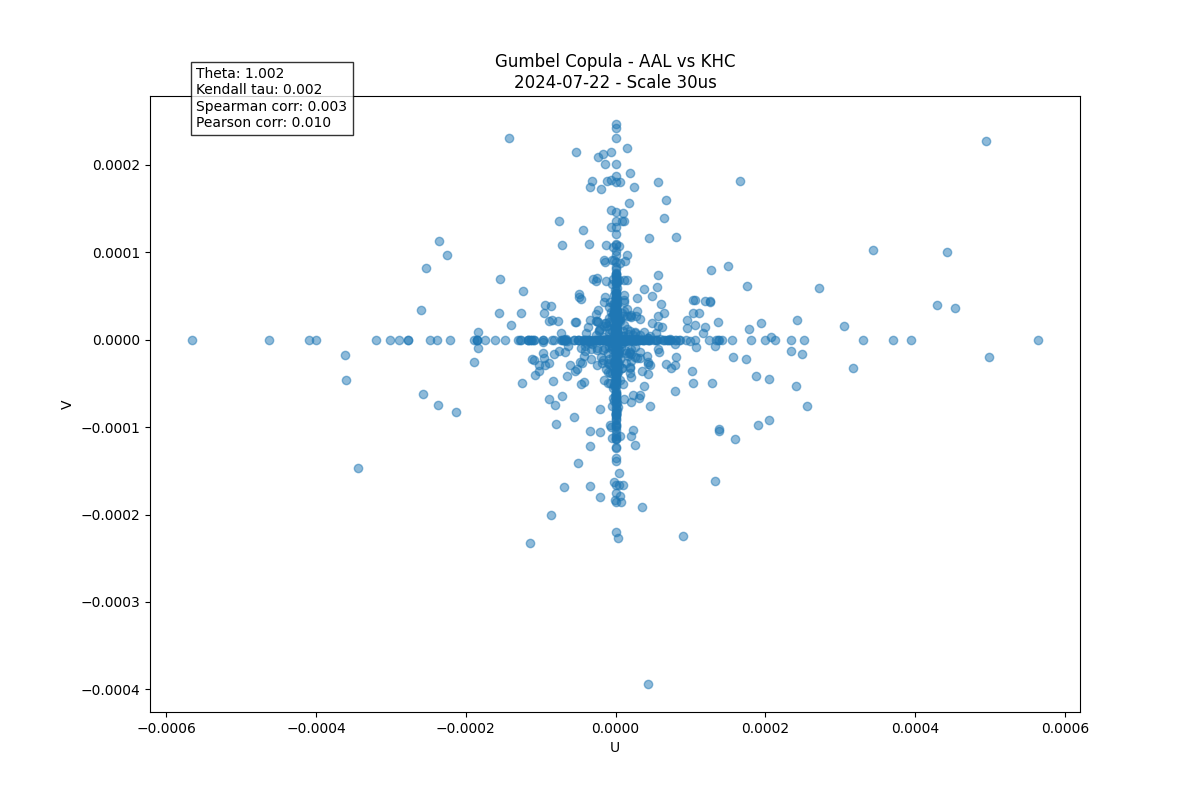 Gumbel Copula - AAL vs KHC
2024-07-22 - Scale 30us
Theta: 1.002
Kendall tau: 0.002
Spearman corr: 0.003
Pearson corr: 0.010
0.0002
0.0001
0.0000
−0.0001
−0.0002
−0.0003
−0.0004
V
−0.0006 −0.0004 −0.0002 0.0000 0.0002 0.0004 0.0006
U